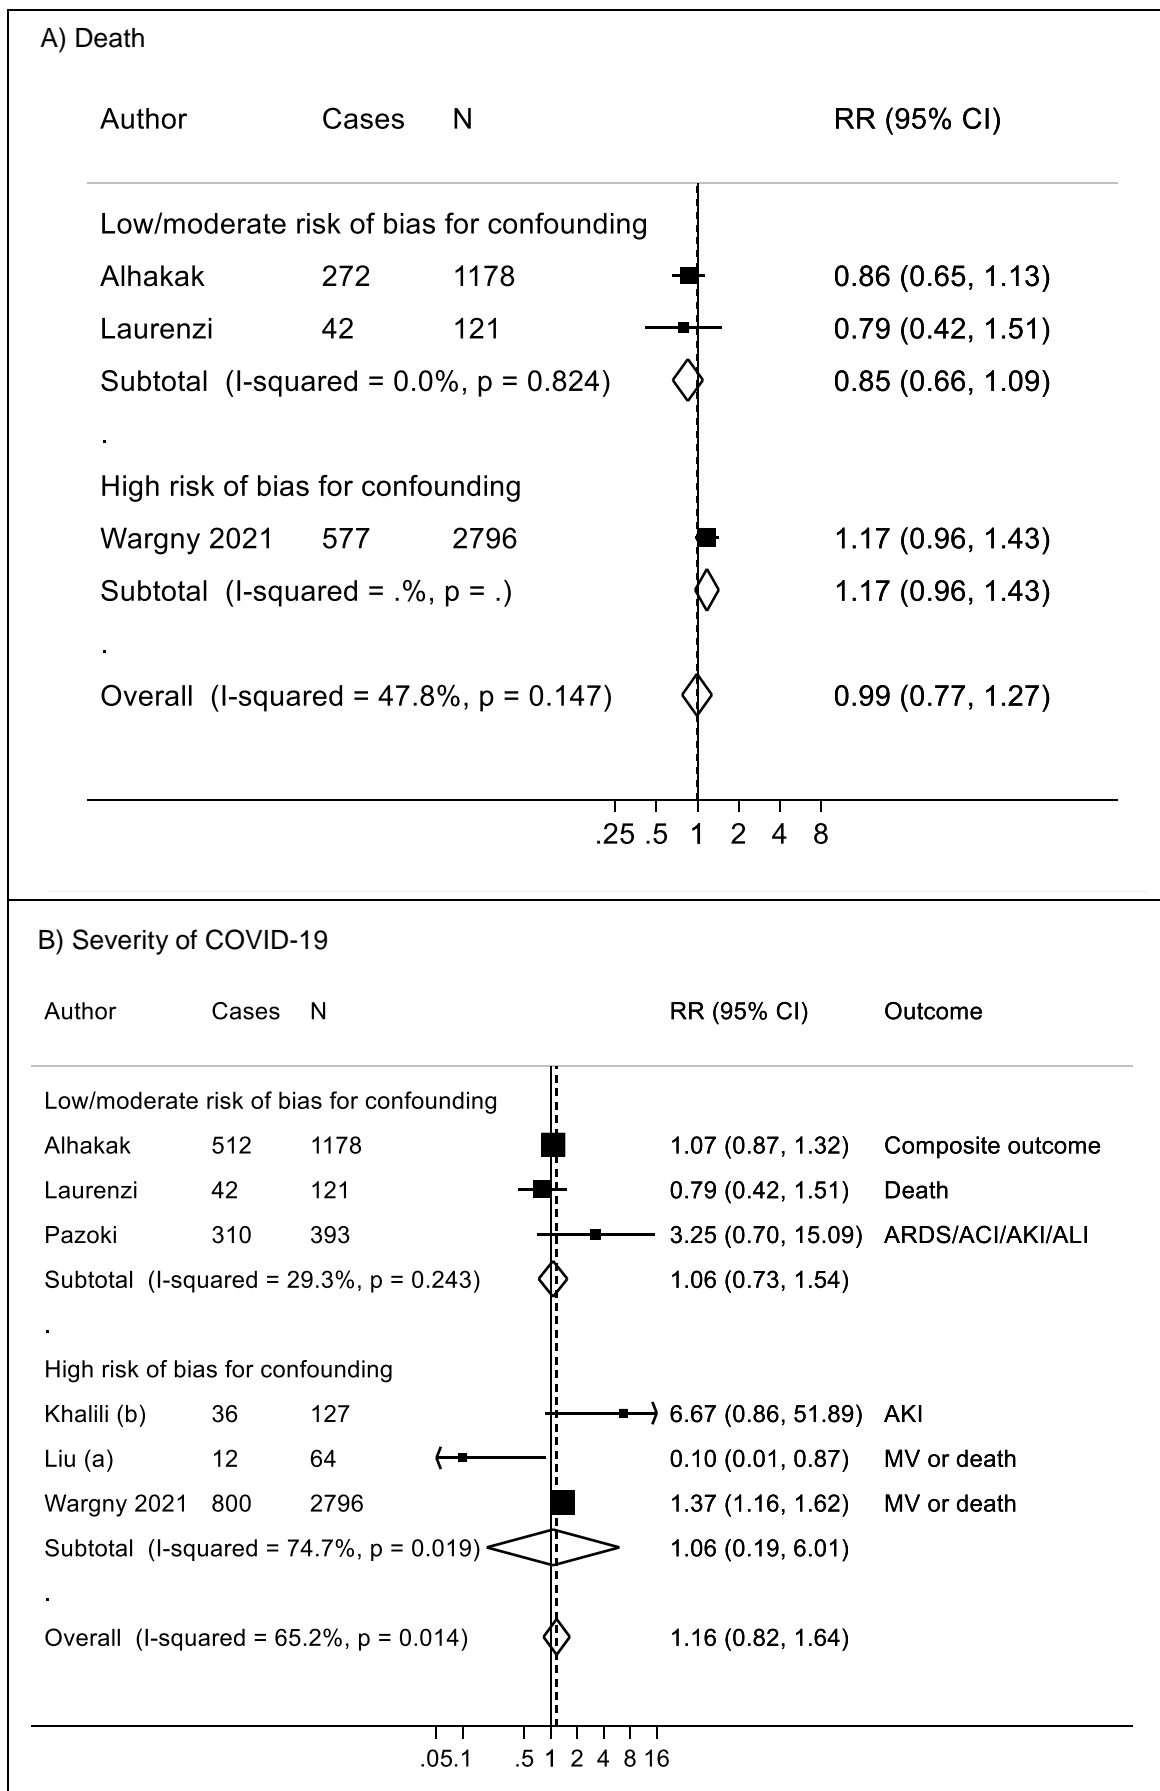 A) Death
Author Cases N RR (95% CI)
Low/moderate risk of bias for confounding
Alhakak 272 1178 0.86 (0.65, 1.13)
Laurenzi 42 121 0.79 (0.42, 1.51)
Subtotal (I-squared = 0.0%, p = 0.824) 0.85 (0.66, 1.09)
.
High risk of bias for confounding
Wargny 2021 577 2796 1.17 (0.96, 1.43)
Subtotal (I-squared = .%, p = .) 1.17 (0.96, 1.43)
.
Overall (I-squared = 47.8%, p = 0.147) 0.99 (0.77, 1.27)
.25 .5 1 2 4 8
B) Severity of COVID-19
Author Cases N RR (95% CI) Outcome
Low/moderate risk of bias for confounding
Alhakak 512 1178 1.07 (0.87, 1.32) Composite outcome
Laurenzi 42 121 0.79 (0.42, 1.51) Death
Pazoki 310 393 3.25 (0.70, 15.09) ARDS/ACI/AKI/ALI
Subtotal (I-squared = 29.3%, p = 0.243) 1.06 (0.73, 1.54)
.
High risk of bias for confounding
Khalili (b) 36 127 6.67 (0.86, 51.89) AKI
Liu (a) 12 64 0.10 (0.01, 0.87) MV or death
Wargny 2021 800 2796 1.37 (1.16, 1.62) MV or death
Subtotal (I-squared = 74.7%, p = 0.019) 1.06 (0.19, 6.01)
.
Overall (I-squared = 65.2%, p = 0.014) 1.16 (0.82, 1.64)
.05 .1 .5 1 2 4 8 16